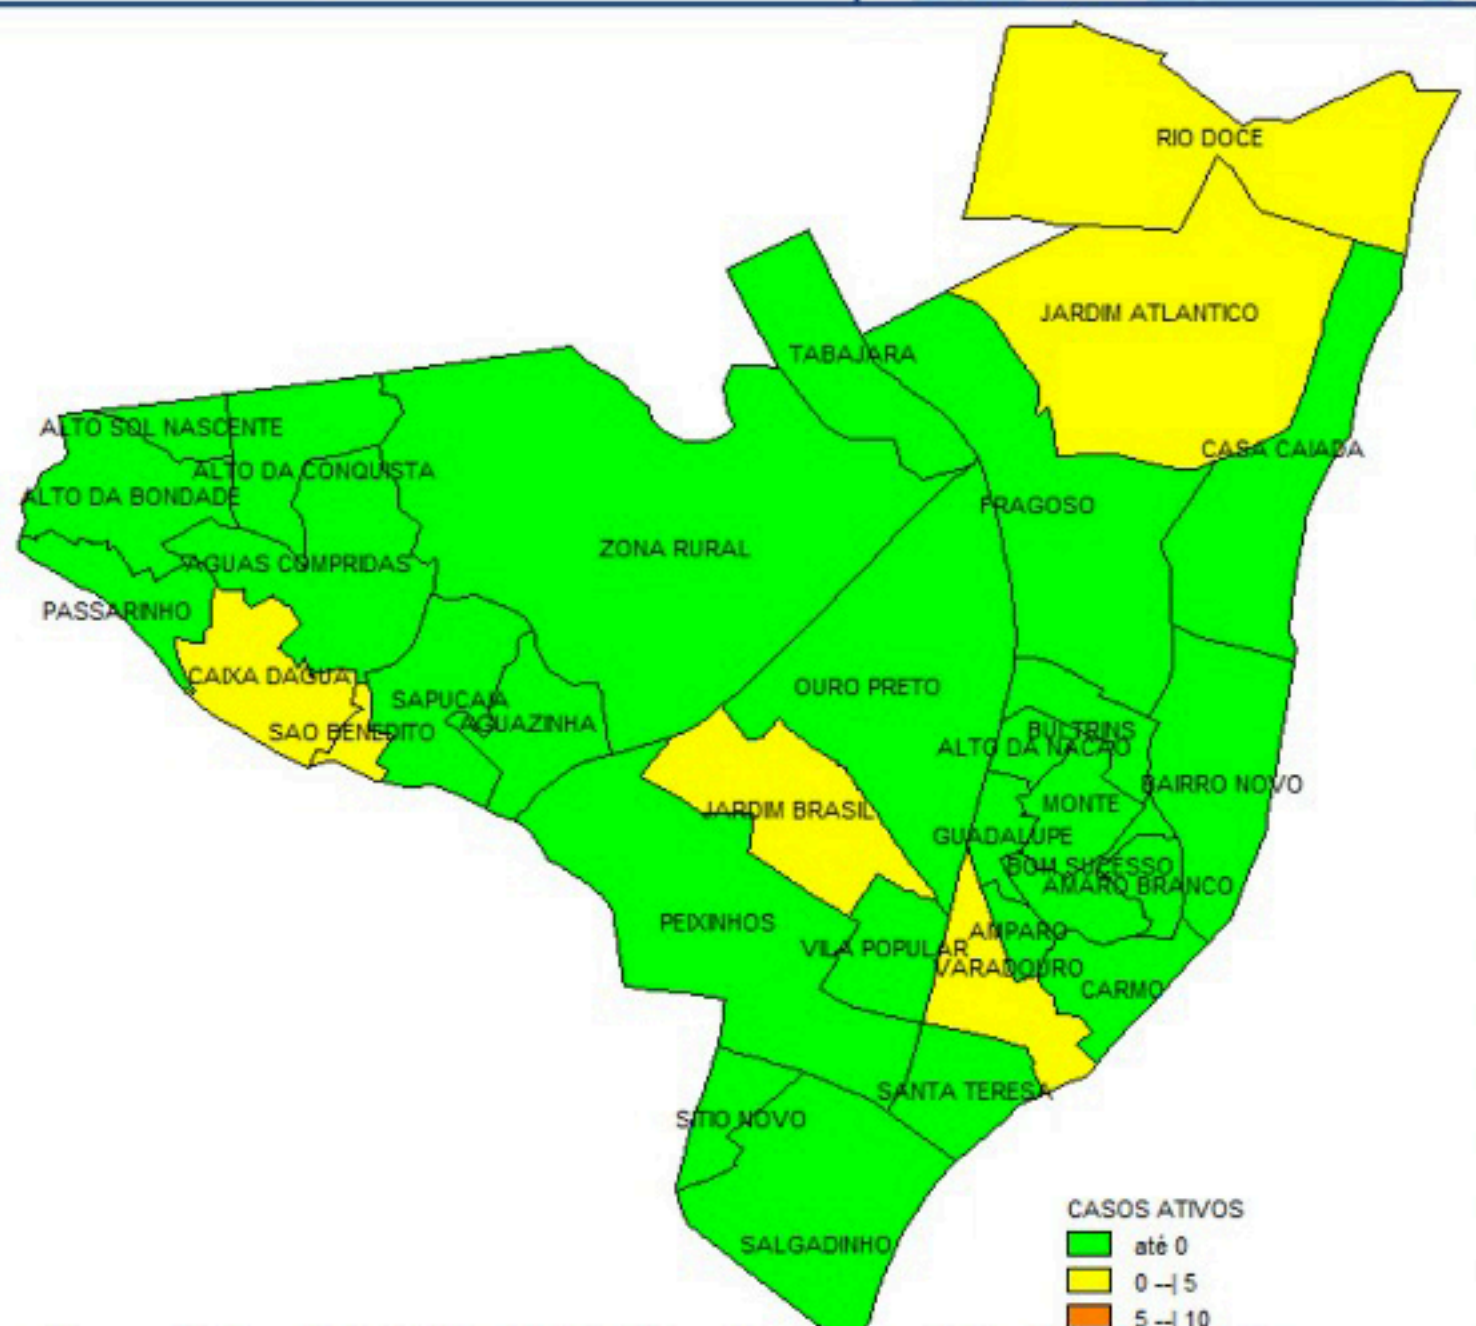 RIO DOCE
JARDIM ATLANTICO
TABAJARA
ALTO SOL NASCENTE
CASA CAIADA
ALTO DA CONQUISTA
ALTO DA BONDADE
FRAGOSO
ZONA RURAL
AGUAS COMPRIDAS
PASSARINHO
CAIXA DAGUA
OURO PRETO
SAPUCAIA
AGUAZINHA
SAO BENEDITO
BULTRINS
ALTO DA NACAO
BAIRRO NOVO
MONTE
JARDIM BRASIL
GUADALUPE
BOM SUCESSO
AMARO BRANCO
PEIXINHOS
AMPARO
VILA POPULAR
VARADOURO
CARMO
SANTA TERESA
SITIO NOVO
SALGADINHO
CASOS ATIVOS
até 0
0 --| 5
5 --| 10